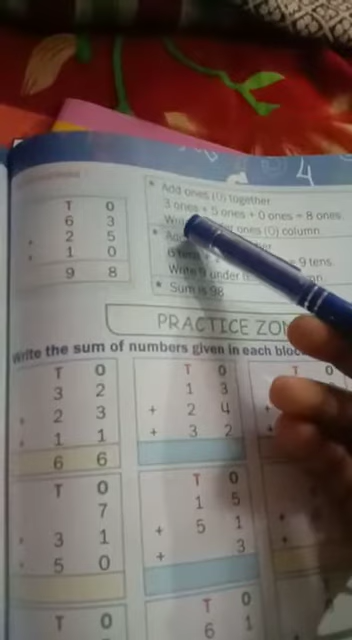 4
T O
6 3
+ 2 5
+ 1 0
9 8
• Add ones (O) together
3 ones + 5 ones + 0 ones = 8 ones
ones (O) column
= 9 tens
Write 9 under
• Sum is 98
PRACTICE ZON
Write the sum of numbers given in each bloc
T O
3 2
+ 2 3
+ 1 1
6 6
T O
1 3
+ 2 4
+ 3 2
T O
T O
7
+ 3 1
+ 5 0
T O
1 5
+ 5 1
+ 3
T O
T O
6 1